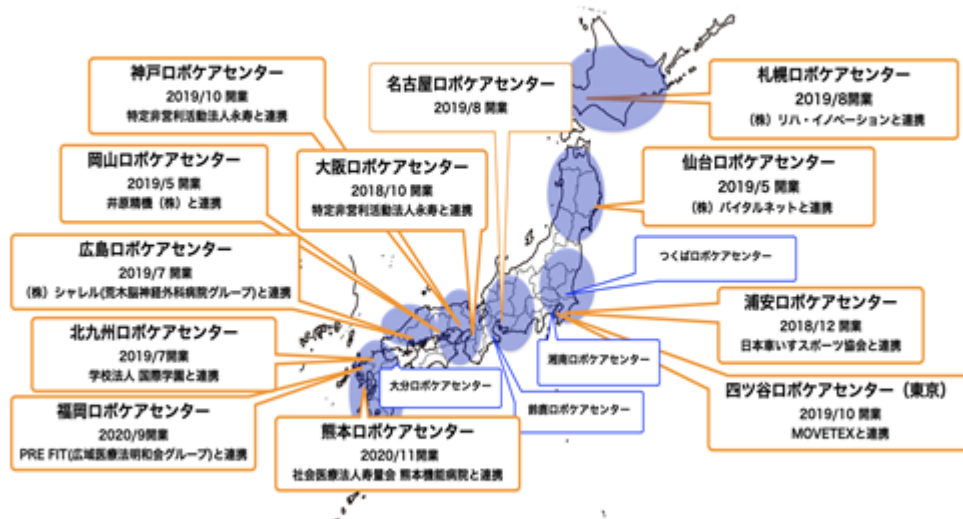 神戸ロボケアセンター
2019/10 開業
特定非営利活動法人永寿と連携
名古屋ロボケアセンター
2019/8 開業
札幌ロボケアセンター
2019/8開業
（株）リハ・イノベーションと連携
岡山ロボケアセンター
2019/5 開業
井原精機（株）と連携
大阪ロボケアセンター
2018/10 開業
特定非営利活動法人永寿と連携
仙台ロボケアセンター
2019/5 開業
（株）バイタルネットと連携
広島ロボケアセンター
2019/7 開業
（株）シャレル(荒木脳神経外科病院グループ)と連携
つくばロボケアセンター
浦安ロボケアセンター
2018/12 開業
日本車いすスポーツ協会と連携
北九州ロボケアセンター
2019/7開業
学校法人 国際学園と連携
大分ロボケアセンター
湘南ロボケアセンター
鈴鹿ロボケアセンター
四ツ谷ロボケアセンター（東京）
2019/10 開業
MOVETEXと連携
福岡ロボケアセンター
2020/9開業
PRE FIT(広域医療法明和会グループ)と連携
熊本ロボケアセンター
2020/11開業
社会医療法人寿量会 熊本機能病院と連携